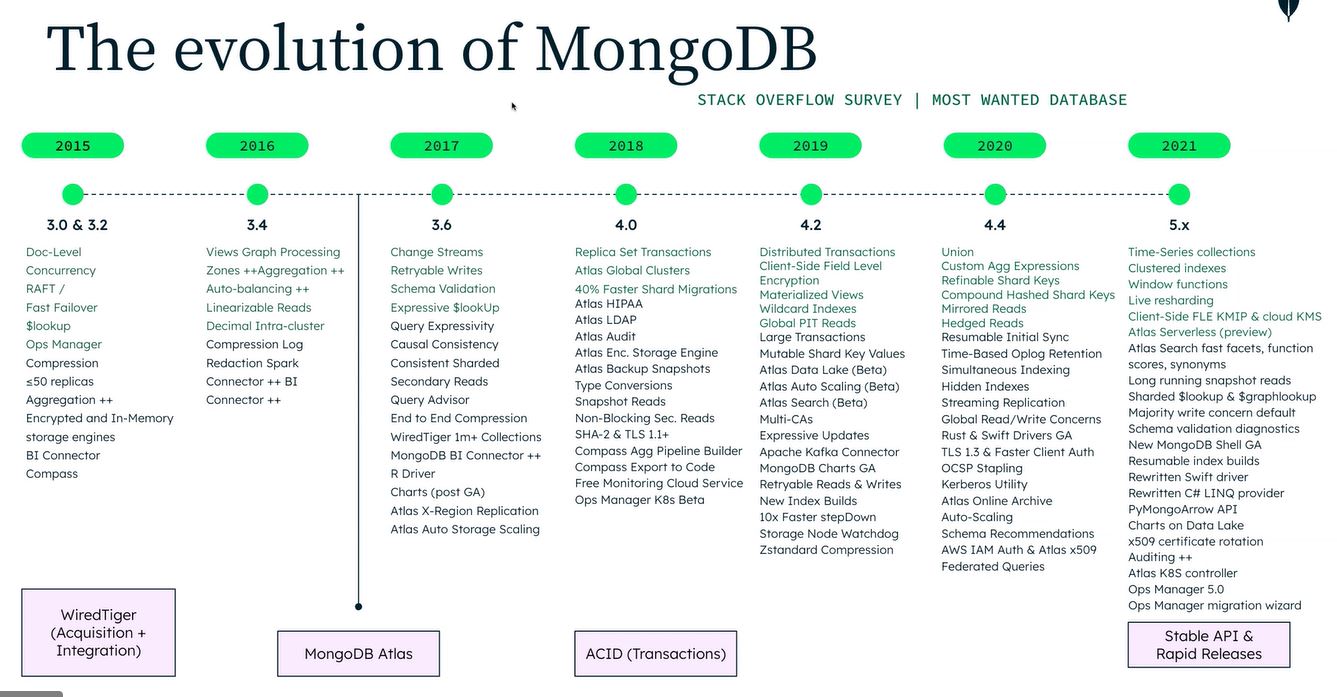 The evolution of MongoDB
STACK OVERFLOW SURVEY | MOST WANTED DATABASE
2015
3.0 & 3.2
Doc-Level
Concurrency
RAFT /
Fast Failover
$lookup
Ops Manager
Compression
≤50 replicas
Aggregation ++
Encrypted and In-Memory
storage engines
BI Connector
Compass
WiredTiger
(Acquisition +
Integration)
2016
3.4
Views Graph Processing
Zones ++Aggregation ++
Auto-balancing ++
Linearizable Reads
Decimal Intra-cluster
Compression Log
Redaction Spark
Connector ++ BI
Connector ++
MongoDB Atlas
2017
3.6
Change Streams
Retryable Writes
Schema Validation
Expressive $lookUp
Query Expressivity
Causal Consistency
Consistent Sharded
Secondary Reads
Query Advisor
End to End Compression
WiredTiger 1m+ Collections
MongoDB BI Connector ++
R Driver
Charts (post GA)
Atlas X-Region Replication
Atlas Auto Storage Scaling
2018
4.0
Replica Set Transactions
Atlas Global Clusters
40% Faster Shard Migrations
Atlas HIPAA
Atlas LDAP
Atlas Audit
Atlas Enc. Storage Engine
Atlas Backup Snapshots
Type Conversions
Snapshot Reads
Non-Blocking Sec. Reads
SHA-2 & TLS 1.1+
Compass Agg Pipeline Builder
Compass Export to Code
Free Monitoring Cloud Service
Ops Manager K8s Beta
ACID (Transactions)
2019
4.2
Distributed Transactions
Client-Side Field Level
Encryption
Materialized Views
Wildcard Indexes
Global PIT Reads
Large Transactions
Mutable Shard Key Values
Atlas Data Lake (Beta)
Atlas Auto Scaling (Beta)
Atlas Search (Beta)
Multi-CAs
Expressive Updates
Apache Kafka Connector
MongoDB Charts GA
Retryable Reads & Writes
New Index Builds
10x Faster stepDown
Storage Node Watchdog
Zstandard Compression
2020
4.4
Union
Custom Agg Expressions
Refinable Shard Keys
Compound Hashed Shard Keys
Mirrored Reads
Hedged Reads
Resumable Initial Sync
Time-Based Oplog Retention
Simultaneous Indexing
Hidden Indexes
Streaming Replication
Global Read/Write Concerns
Rust & Swift Drivers GA
TLS 1.3 & Faster Client Auth
OCSP Stapling
Kerberos Utility
Atlas Online Archive
Auto-Scaling
Schema Recommendations
AWS IAM Auth & Atlas x509
Federated Queries
2021
5.x
Time-Series collections
Clustered indexes
Window functions
Live resharding
Client-Side FLE KMIP & cloud KMS
Atlas Serverless (preview)
Atlas Search fast facets, function
scores, synonyms
Long running snapshot reads
Sharded $lookup & $graphlookup
Majority write concern default
Schema validation diagnostics
New MongoDB Shell GA
Resumable index builds
Rewritten Swift driver
Rewritten C# LINQ provider
PyMongoArrow API
Charts on Data Lake
x509 certificate rotation
Auditing ++
Atlas K8S controller
Ops Manager 5.0
Ops Manager migration wizard
Stable API &
Rapid Releases